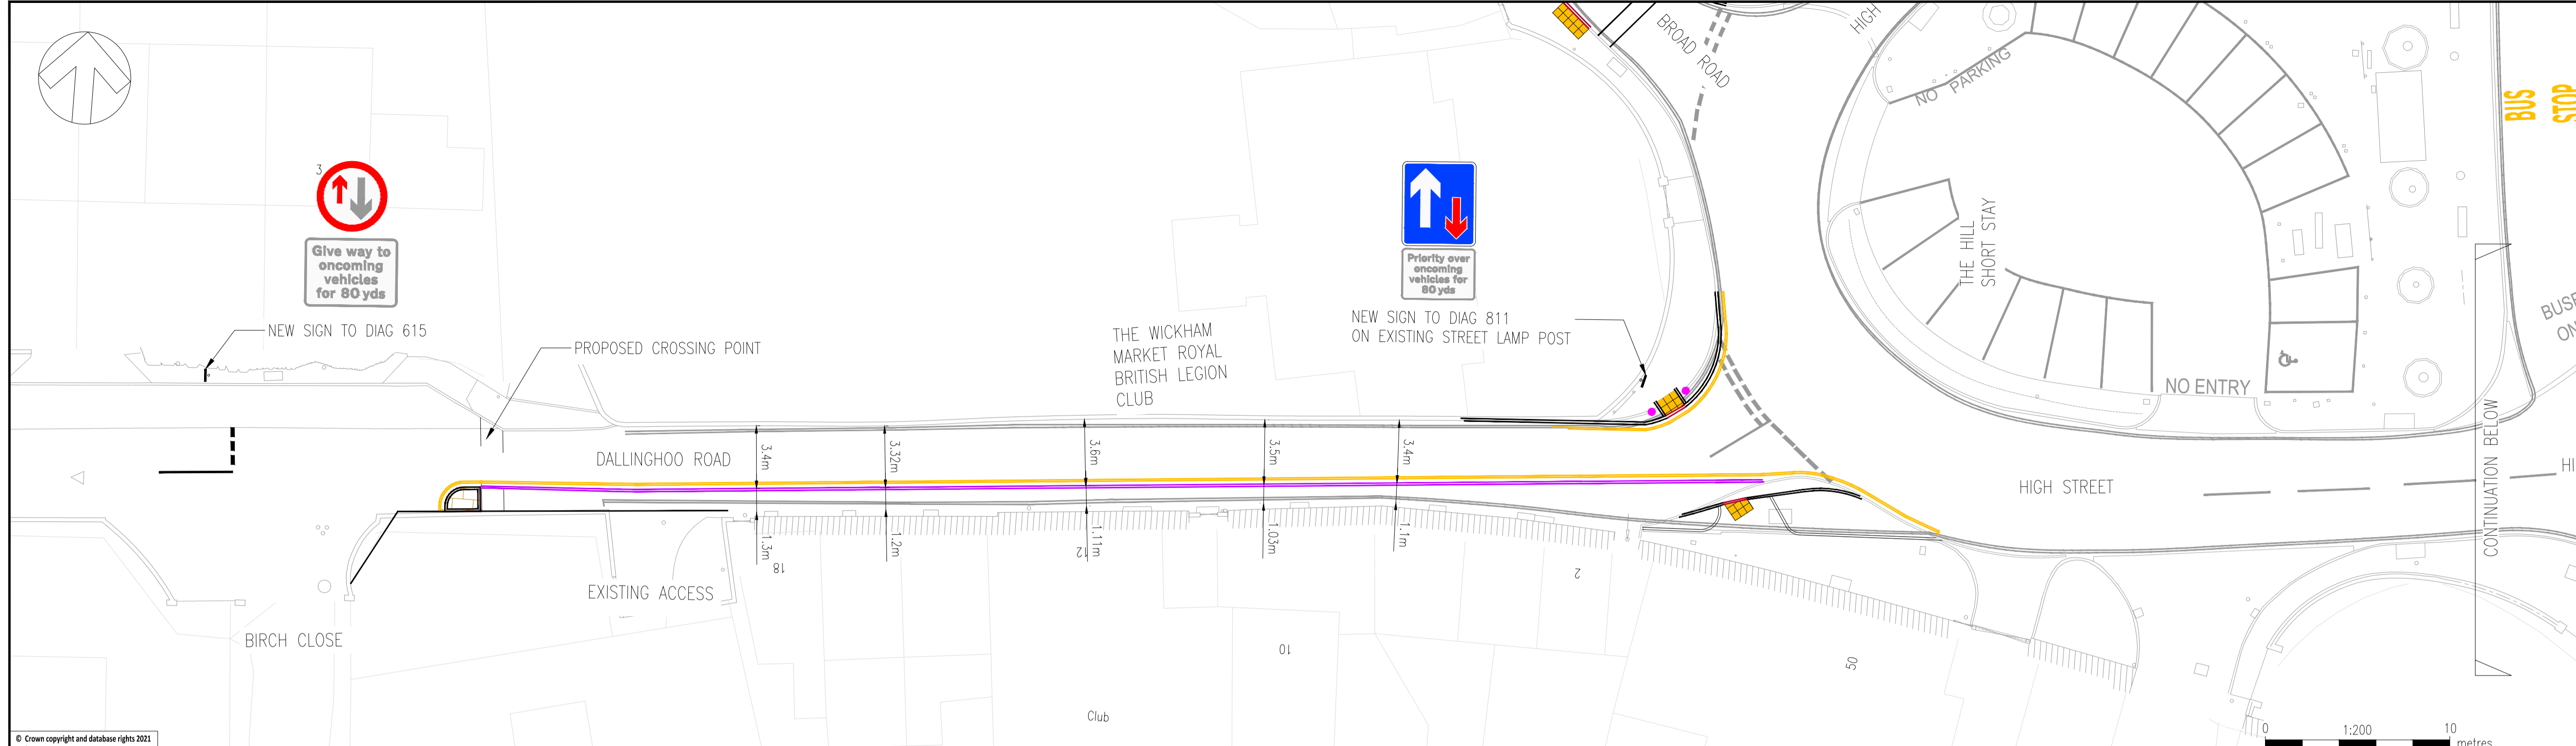 BROAD ROAD
HIGH
NO PARKING
BUS
STOP
3
Give way to
oncoming
vehicles
for 80 yds
Priority over
oncoming
vehicles for
80 yds
THE HILL
SHORT STAY
NEW SIGN TO DIAG 615
PROPOSED CROSSING POINT
THE WICKHAM
MARKET ROYAL
BRITISH LEGION
CLUB
NEW SIGN TO DIAG 811
ON EXISTING STREET LAMP POST
NO ENTRY
CONTINUATION BELOW
DALLINGHOO ROAD
3.4m
3.32m
3.6m
3.5m
3.4m
HIGH STREET
1.3m
1.2m
1.11m
1.03m
1.1m
18
12
2
EXISTING ACCESS
BIRCH CLOSE
10
50
Club
© Crown copyright and database rights 2021
0
1:200
10
metres